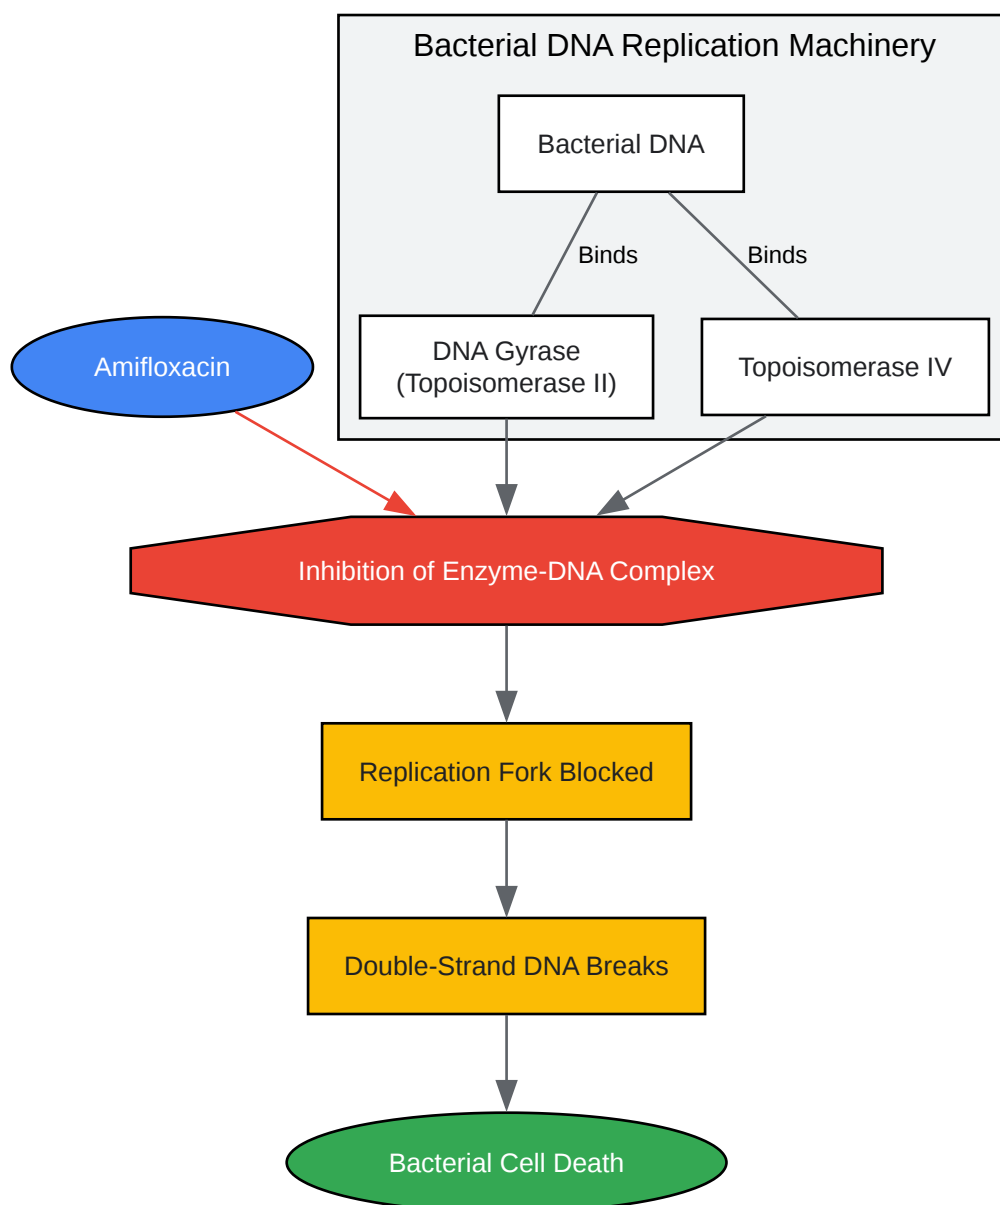 Bacterial DNA Replication Machinery
Bacterial DNA
Binds
Binds
Amifloxacin
DNA Gyrase
(Topoisomerase II)
Topoisomerase IV
Inhibition of Enzyme-DNA Complex
Replication Fork Blocked
Double-Strand DNA Breaks
Bacterial Cell Death